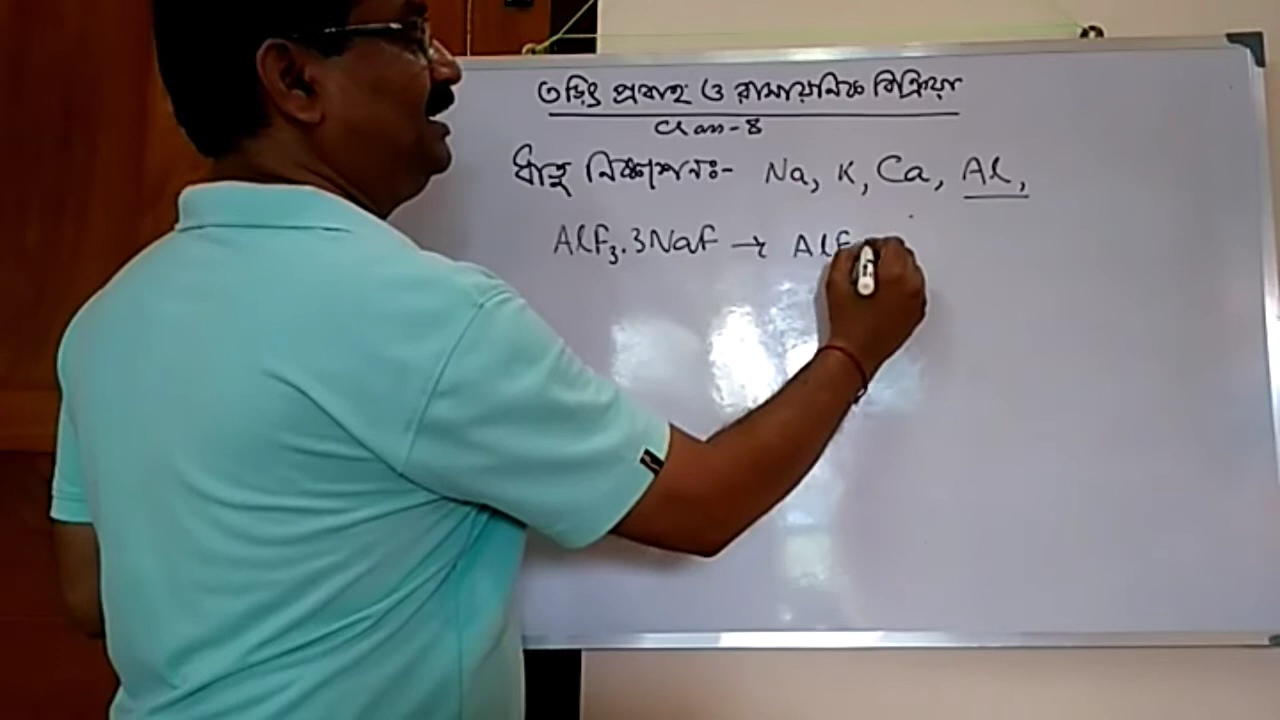 তড়িৎ প্রবাহ ও রাসায়নিক বিক্রিয়া
Class-8
ধাতু নিষ্কাশনঃ- Na, K, Ca, Al,
AlF₃.3NaF → AlF